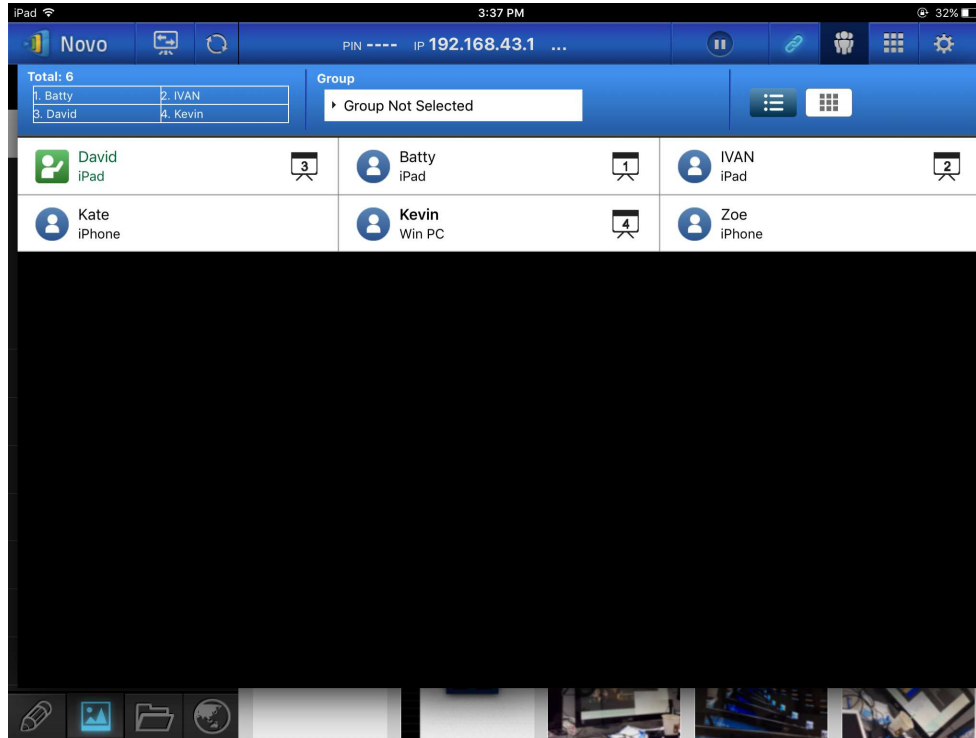 iPad 3:37 PM 32%
Novo PIN ---- IP 192.168.43.1 ...
Total: 6
1. Batty 2. IVAN
3. David 4. Kevin
Group
Group Not Selected
David
iPad
3
Batty
iPad
1
IVAN
iPad
2
Kate
iPhone
Kevin
Win PC
4
Zoe
iPhone